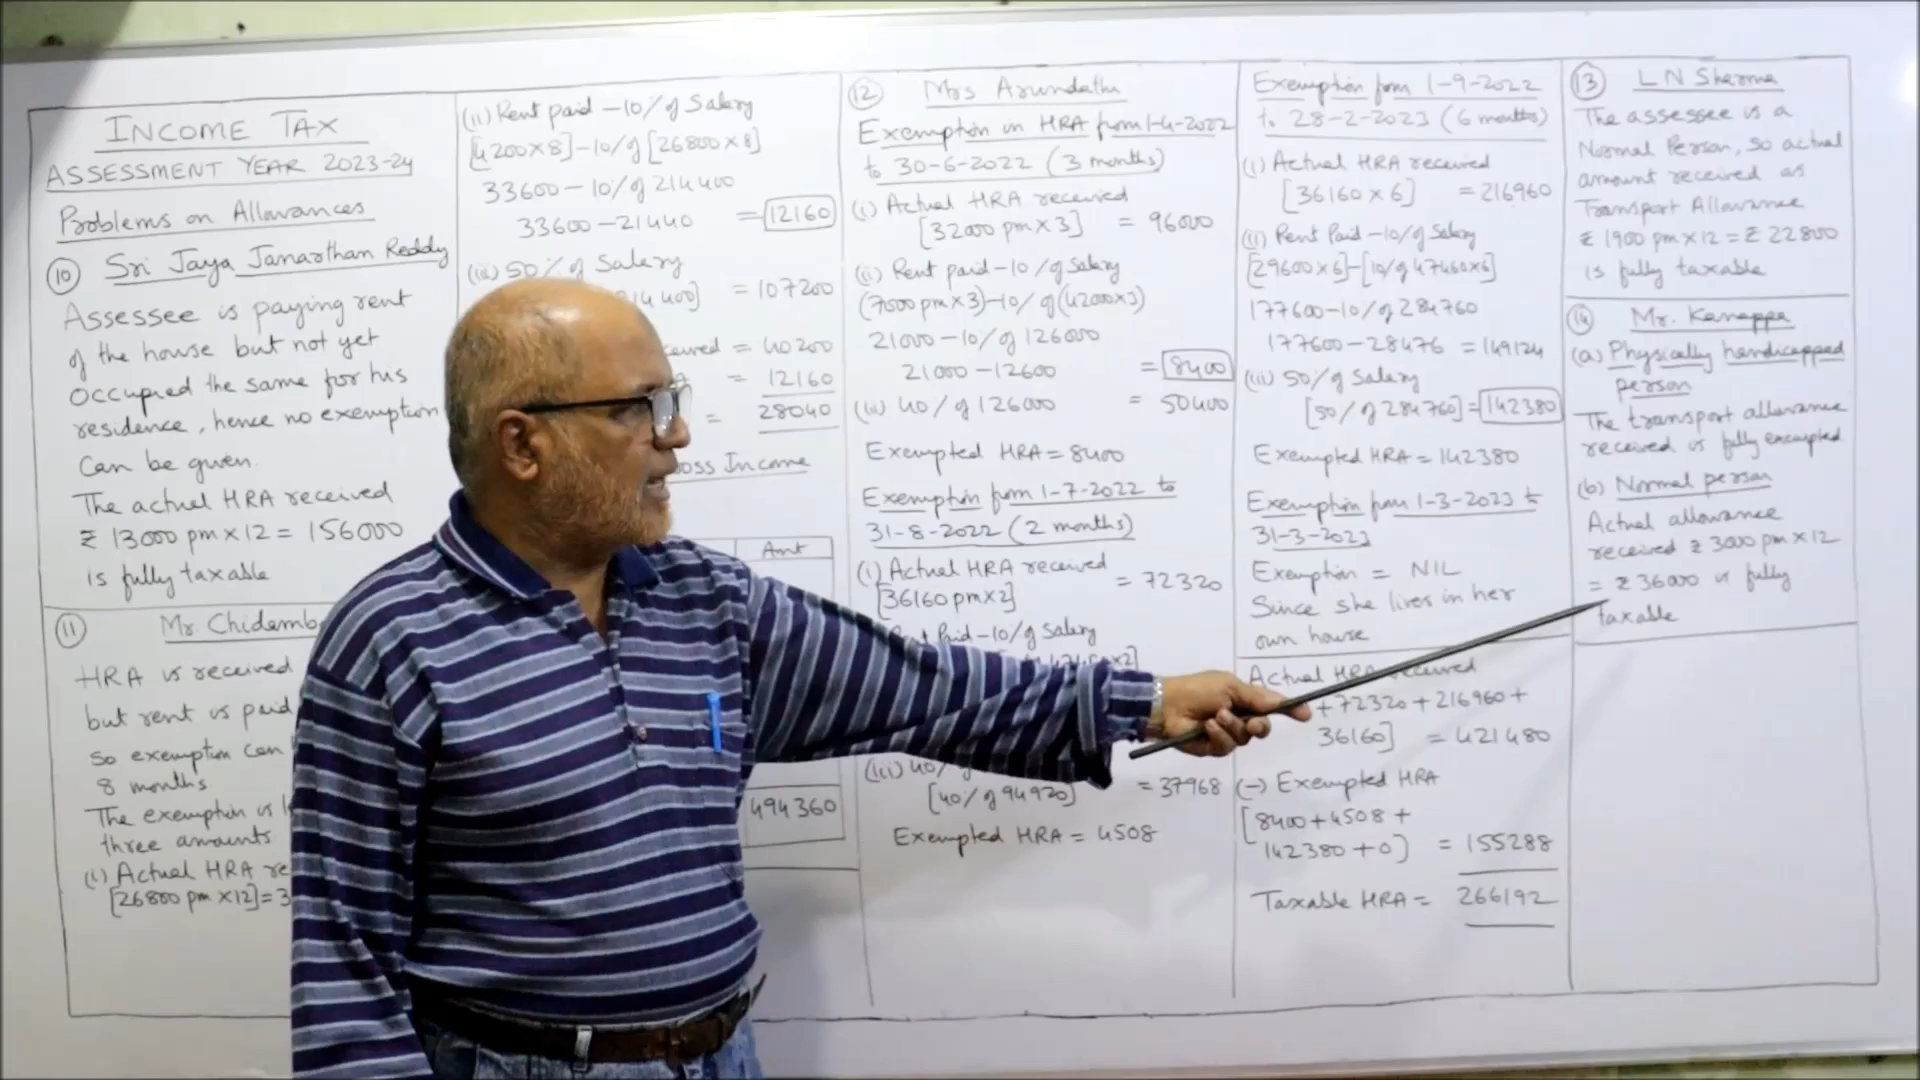 INCOME TAX
ASSESSMENT YEAR 2023-24
Problems on Allowances
(10) Sri Jaya Janartham Reddy
Assessee is paying rent
of the house but not yet
occupied the same for his
residence, hence no exemption
Can be given.
The actual HRA received
₹ 13000 pm × 12 = 156000
is fully taxable
(11) Mr. Chidamb
HRA is received
but rent is paid
so exemption can
8 months
The exemption is
three amounts
(i) Actual HRA re
[26800 pm ×12] = 3
(ii) Rent paid - 10% of Salary
[4200×8] - 10% of [26800×8]
33600 - 10% of 214400
33600 - 21440 = 12160
(iii) 50% of Salary
14400] = 107200
ceived = 40200
= 12160
= 28040
oss Income
Amt
494360
(12) Mrs Arundathi
Exemption in HRA from 1-4-2022
to 30-6-2022 (3 months)
(i) Actual HRA received
[32000 pm × 3] = 96000
(ii) Rent paid - 10% of Salary
(7000 pm × 3) - 10% of (42000×3)
21000 - 10% of 126000
21000 - 12600 = 8400
(iii) 40% of 126000 = 50400
Exempted HRA = 8400
Exemption from 1-7-2022 to
31-8-2022 (2 months)
(i) Actual HRA received
[36160 pm×2] = 72320
Rent Paid - 10% of Salary
×2]
(iii) 40% of
[40% of 94920] = 37968
Exempted HRA = 4508
Exemption from 1-9-2022
to 28-2-2023 (6 months)
(i) Actual HRA received
[36160 × 6] = 216960
(ii) Rent Paid - 10% of Salary
[29600×6] - [10% of 47460×6]
177600 - 10% of 284760
177600 - 28476 = 149124
(iii) 50% of Salary
[50% of 284760] = 142380
Exempted HRA = 142380
Exemption from 1-3-2023 to
31-3-2023
Exemption = NIL
Since she lives in her
own house
Actual HRA received
+ 72320 + 216960 +
36160] = 421480
(-) Exempted HRA
[8400 + 4508 +
142380 + 0] = 155288
Taxable HRA = 266192
(13) L N Sharma
The assessee is a
Normal Person, so actual
amount received as
Transport Allowance
₹ 1900 pm × 12 = ₹ 22800
is fully taxable
(14) Mr. Kanappa
(a) Physically handicapped
person
The transport allowance
received is fully exempted
(b) Normal person
Actual allowance
received ₹ 3000 pm × 12
= ₹ 36000 is fully
taxable